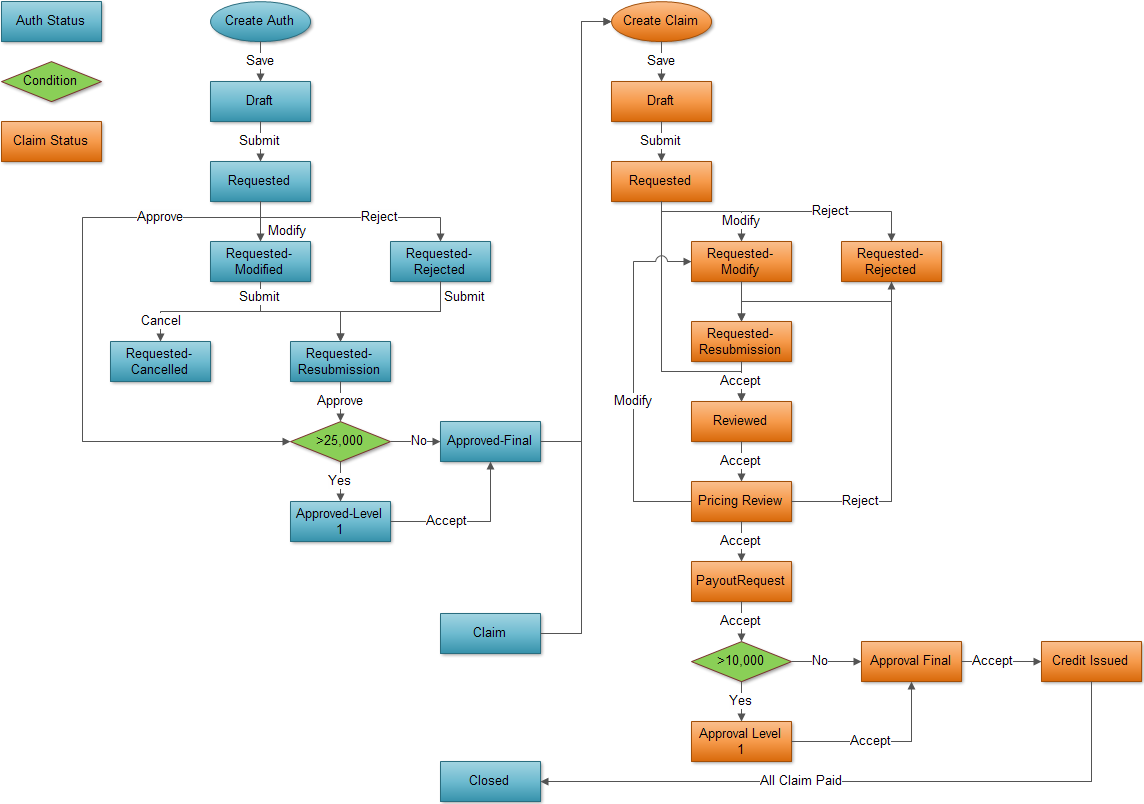 Auth Status
Condition
Claim Status
Create Auth
Save
Draft
Submit
Requested
Approve
Modify
Reject
Requested-
Modified
Requested-
Rejected
Submit
Submit
Cancel
Requested-
Cancelled
Requested-
Resubmission
Approve
>25,000
No
Approved-Final
Yes
Approved-Level
1
Accept
Claim
Create Claim
Save
Draft
Submit
Requested
Modify
Reject
Requested-
Modify
Requested-
Rejected
Requested-
Resubmission
Accept
Modify
Reviewed
Accept
Pricing Review
Reject
Accept
PayoutRequest
Accept
>10,000
No
Approval Final
Accept
Credit Issued
Yes
Approval Level
1
Accept
All Claim Paid
Closed